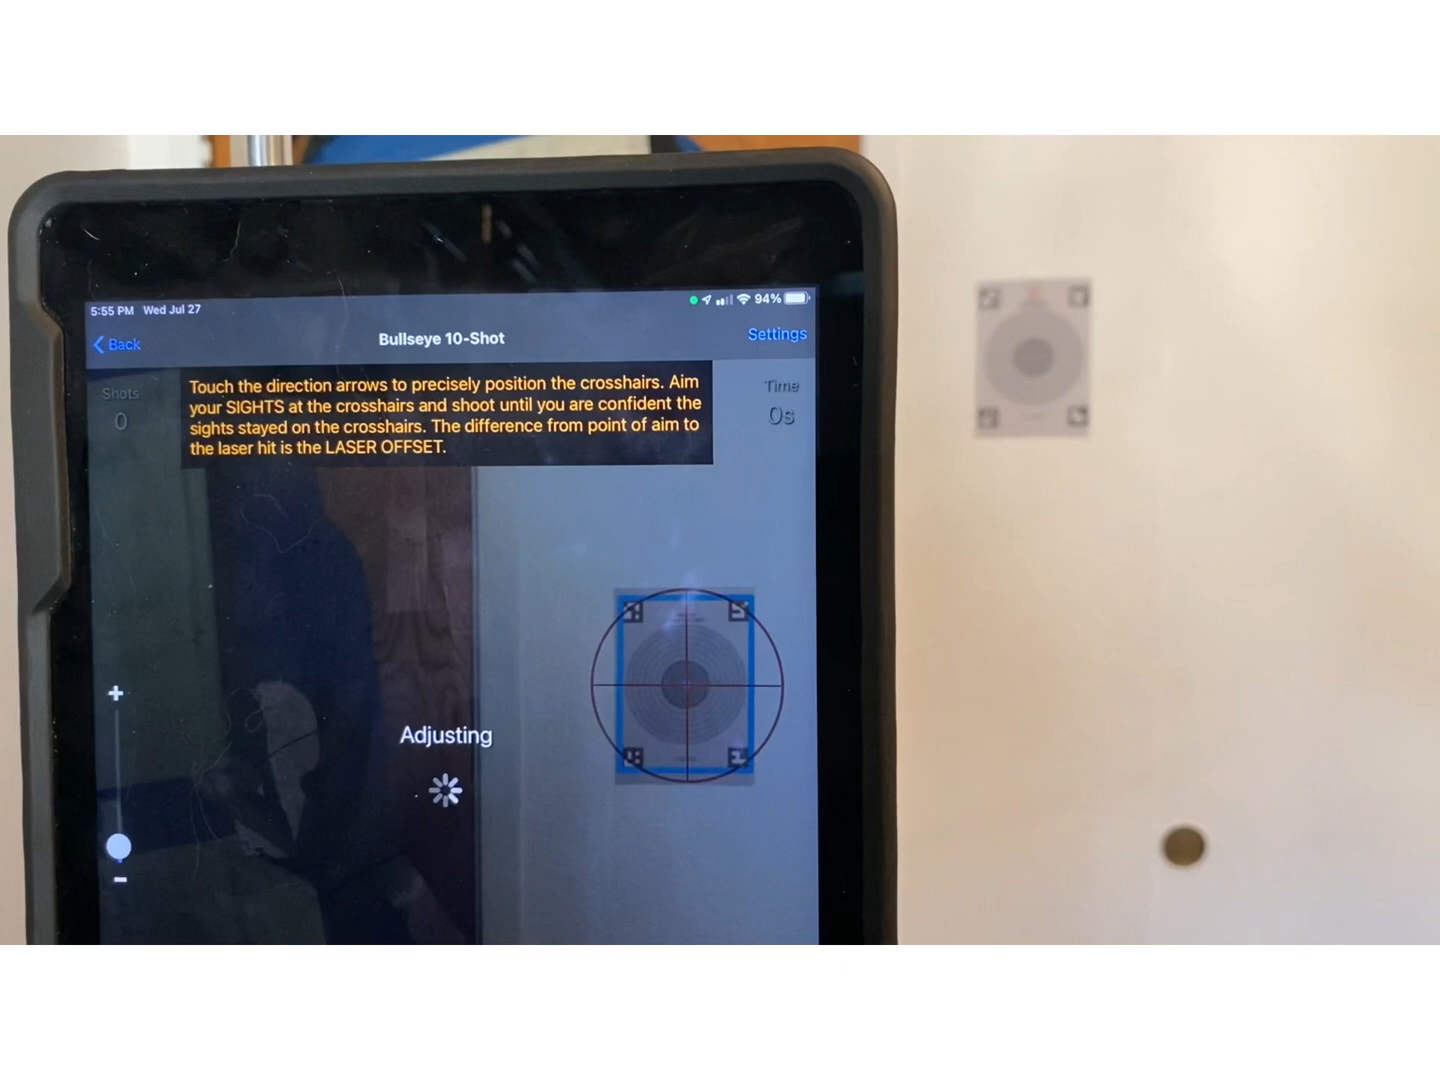 5:55 PM Wed Jul 27
94%
Back
Bullseye 10-Shot
Settings
Shots
0
Touch the direction arrows to precisely position the crosshairs. Aim
your SIGHTS at the crosshairs and shoot until you are confident the
sights stayed on the crosshairs. The difference from point of aim to
the laser hit is the LASER OFFSET.
Time
0s
+
Adjusting
-